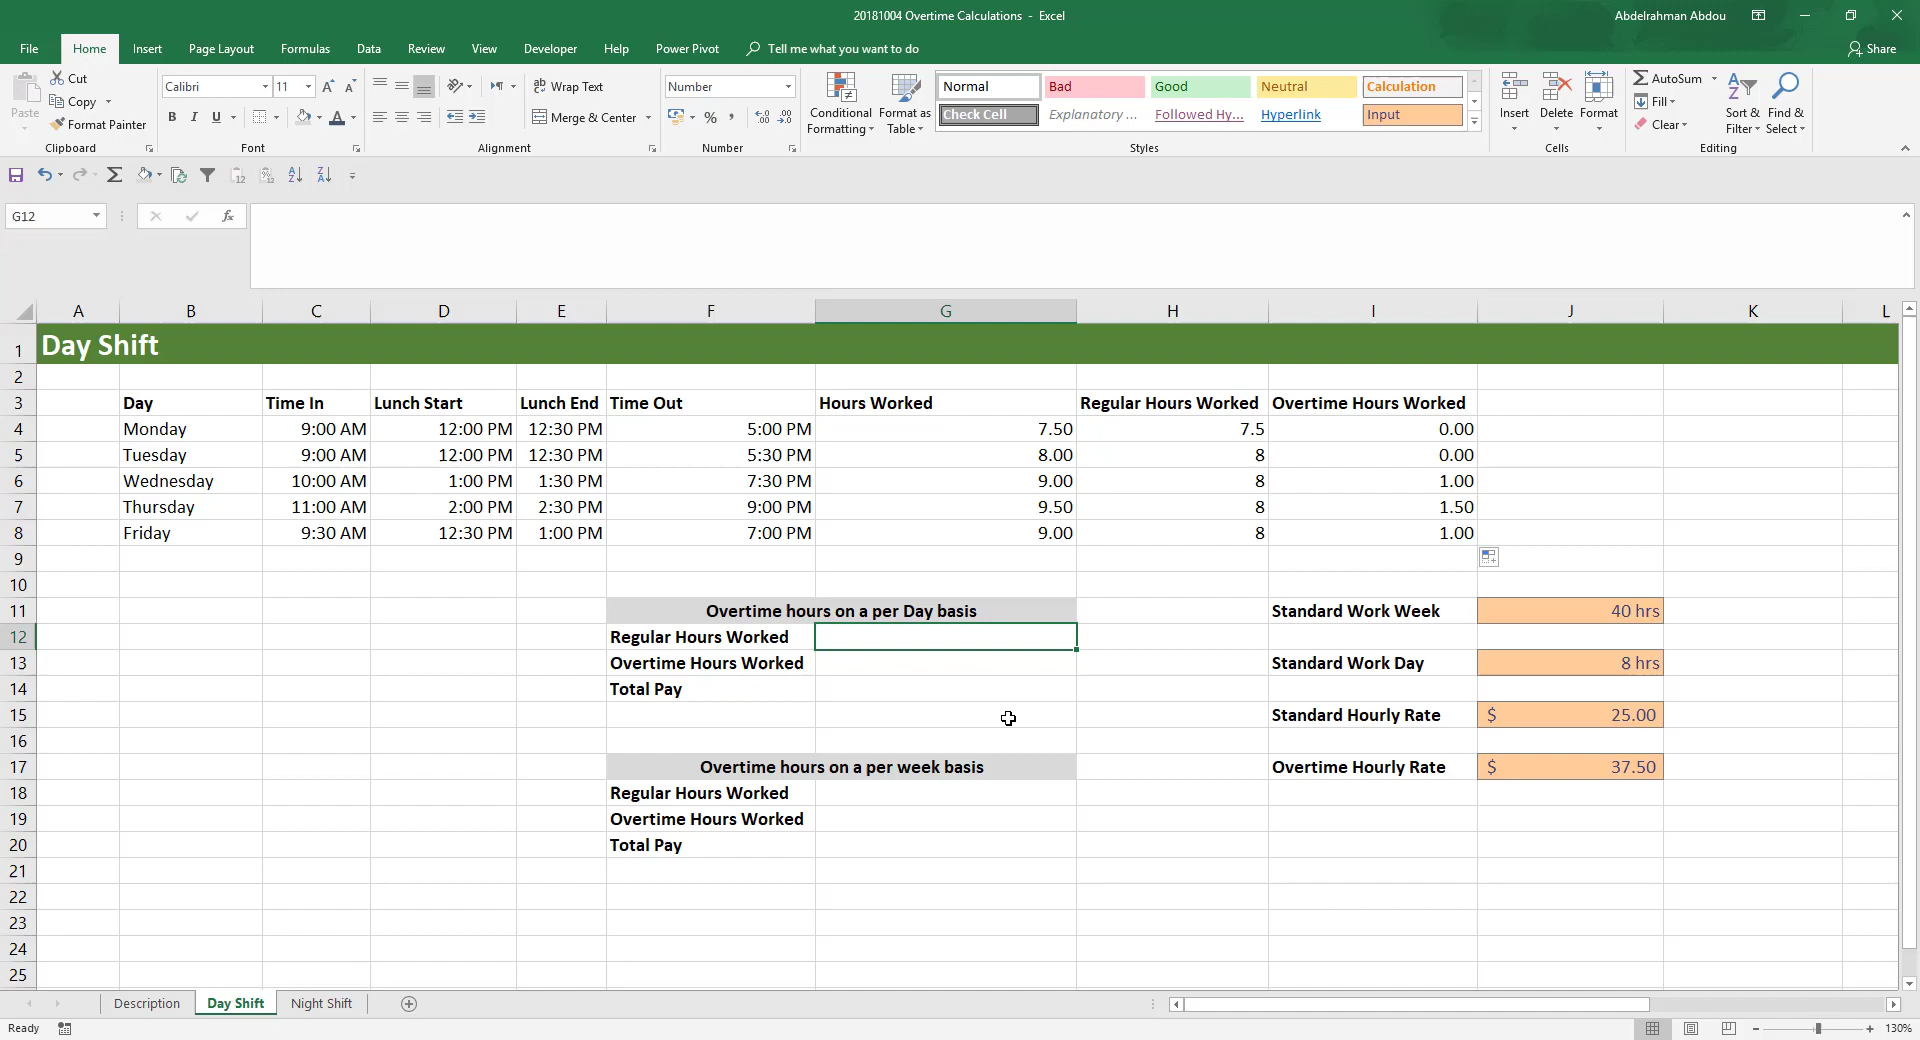 20181004 Overtime Calculations - Excel
Abdelrahman Abdou
File Home Insert Page Layout Formulas Data Review View Developer Help Power Pivot Tell me what you want to do Share
Paste
Cut
Copy
Format Painter
Clipboard
Calibri 11
B I U
Font
Wrap Text
Merge & Center
Alignment
Number
$ % ,
Number
Conditional Formatting
Format as Table
Normal Bad Good Neutral Calculation
Check Cell Explanatory ... Followed Hy... Hyperlink Input
Styles
Insert Delete Format
Cells
AutoSum
Fill
Clear
Sort & Filter
Find & Select
Editing
G12
fx
A B C D E F G H I J K L
1 Day Shift
2
3 Day Time In Lunch Start Lunch End Time Out Hours Worked Regular Hours Worked Overtime Hours Worked
4 Monday 9:00 AM 12:00 PM 12:30 PM 5:00 PM 7.50 7.5 0.00
5 Tuesday 9:00 AM 12:00 PM 12:30 PM 5:30 PM 8.00 8 0.00
6 Wednesday 10:00 AM 1:00 PM 1:30 PM 7:30 PM 9.00 8 1.00
7 Thursday 11:00 AM 2:00 PM 2:30 PM 9:00 PM 9.50 8 1.50
8 Friday 9:30 AM 12:30 PM 1:00 PM 7:00 PM 9.00 8 1.00
9
10
11 Overtime hours on a per Day basis Standard Work Week 40 hrs
12 Regular Hours Worked
13 Overtime Hours Worked Standard Work Day 8 hrs
14 Total Pay
15 Standard Hourly Rate $ 25.00
16
17 Overtime hours on a per week basis Overtime Hourly Rate $ 37.50
18 Regular Hours Worked
19 Overtime Hours Worked
20 Total Pay
21
22
23
24
25
Description Day Shift Night Shift
Ready
130%